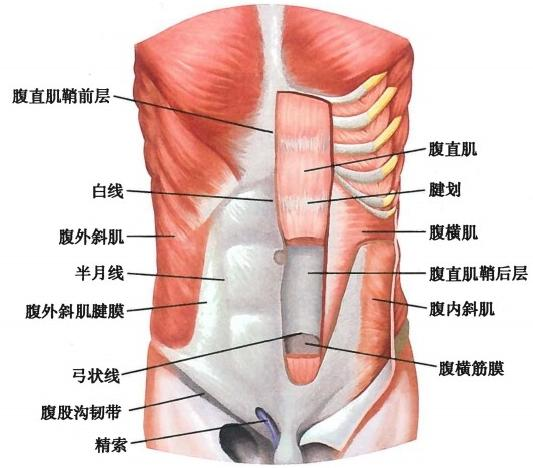 腹直肌鞘前层
白线
腹外斜肌
半月线
腹外斜肌腱膜
弓状线
腹股沟韧带
精索
腹直肌
腱划
腹横肌
腹直肌鞘后层
腹内斜肌
腹横筋膜